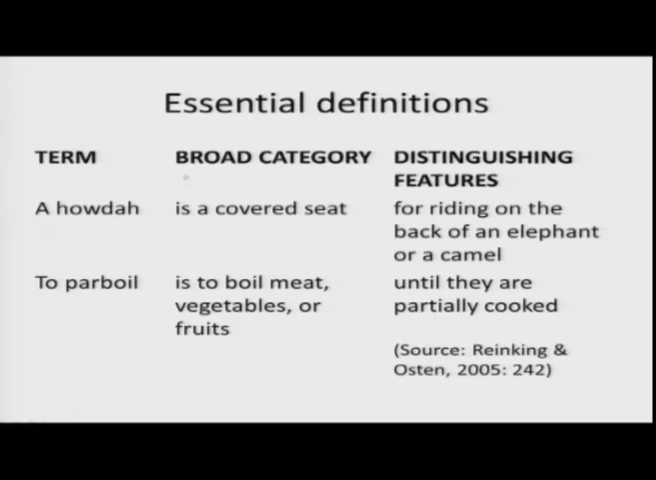 Essential definitions
TERM BROAD CATEGORY DISTINGUISHING
FEATURES
A howdah is a covered seat for riding on the
back of an elephant
or a camel
To parboil is to boil meat, until they are
vegetables, or partially cooked
fruits
(Source: Reinking &
Osten, 2005: 242)